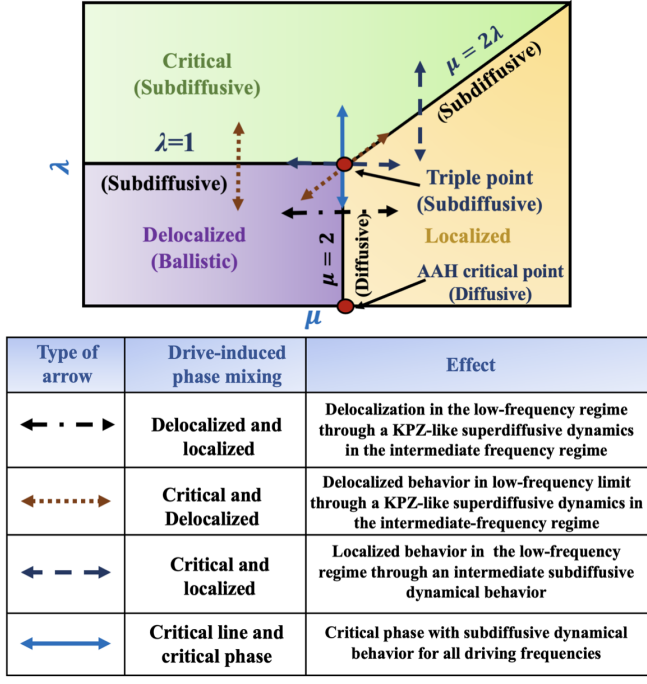 Critical
(Subdiffusive)
μ = 2λ
(Subdiffusive)
λ=1
λ
(Subdiffusive)
Triple point
(Subdiffusive)
Delocalized
(Ballistic)
μ = 2
(Diffusive)
Localized
AAH critical point
(Diffusive)
μ
Type of
arrow
Drive-induced
phase mixing
Effect
Delocalized and
localized
Delocalization in the low-frequency regime
through a KPZ-like superdiffusive dynamics
in the intermediate frequency regime
Critical and
Delocalized
Delocalized behavior in low-frequency limit
through a KPZ-like superdiffusive dynamics in
the intermediate-frequency regime
Critical and
localized
Localized behavior in the low-frequency
regime through an intermediate subdiffusive
dynamical behavior
Critical line and
critical phase
Critical phase with subdiffusive dynamical
behavior for all driving frequencies